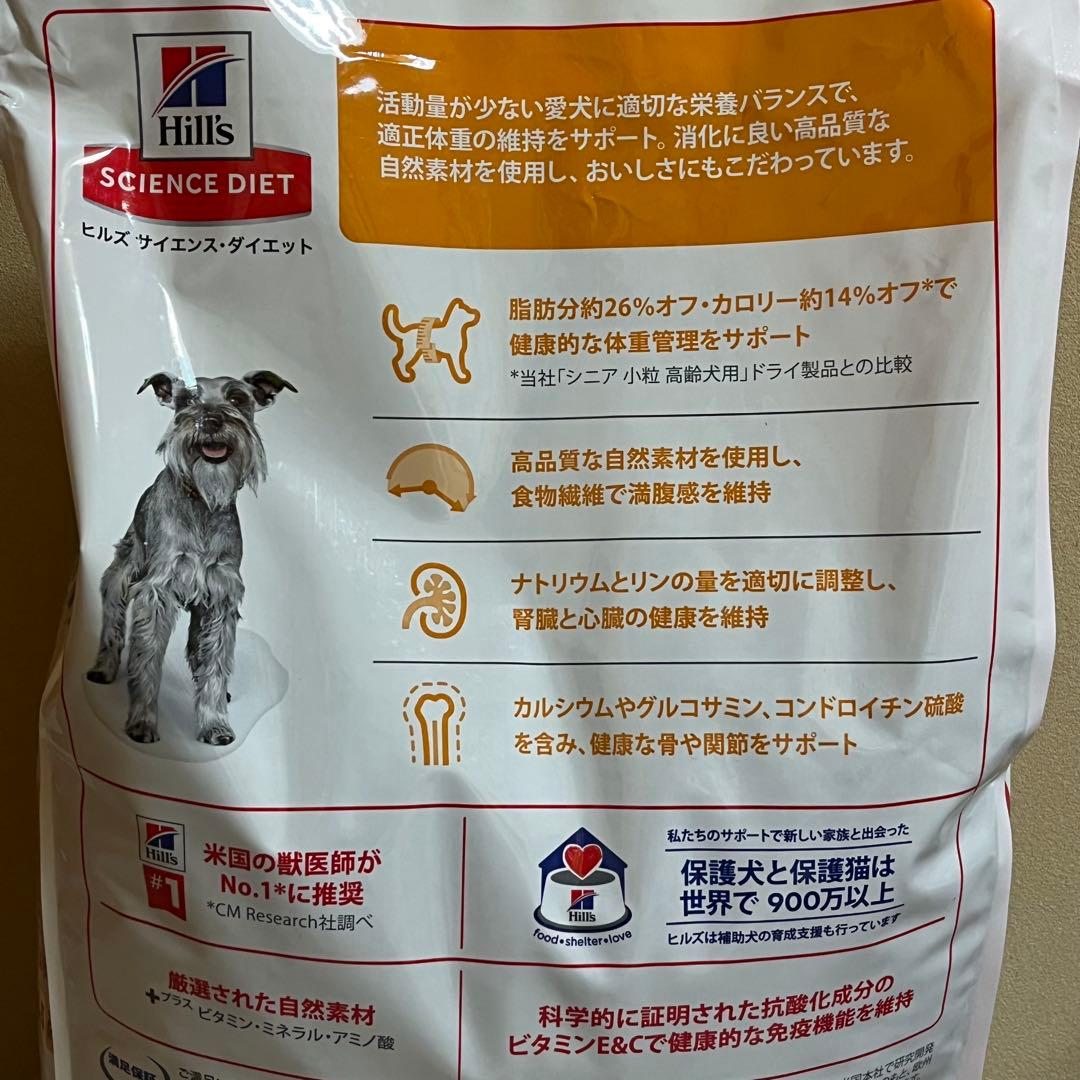 Hill's
SCIENCE DIET
ヒルズ サイエンス・ダイエット
活動量が少ない愛犬に適切な栄養バランスで、
適正体重の維持をサポート。消化に良い高品質な
自然素材を使用し、おいしさにもこだわっています。
脂肪分約26%オフ・カロリー約14%オフ*で
健康的な体重管理をサポート
*当社「シニア 小粒 高齢犬用」ドライ製品との比較
高品質な自然素材を使用し、
食物繊維で満腹感を維持
ナトリウムとリンの量を適切に調整し、
腎臓と心臓の健康を維持
カルシウムやグルコサミン、コンドロイチン硫酸
を含み、健康な骨や関節をサポート
Hill's
#1
米国の獣医師が
No.1*に推奨
*CM Research社調べ
Hill's
food•shelter•love
私たちのサポートで新しい家族と出会った
保護犬と保護猫は
世界で 900万以上
ヒルズは補助犬の育成支援も行っています
厳選された自然素材
+プラス ビタミン・ミネラル・アミノ酸
科学的に証明された抗酸化成分の
ビタミンE&Cで健康的な免疫機能を維持
満足保証
ご満足
国本社で研究開発